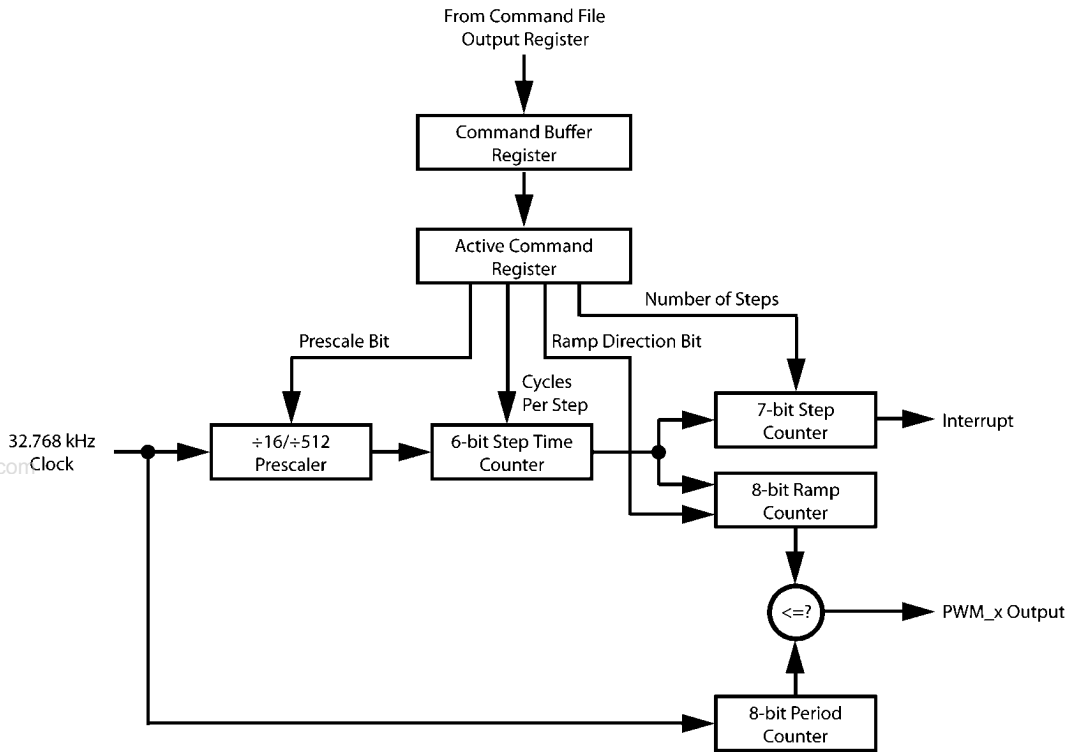 From Command File
Output Register
Command Buffer
Register
Active Command
Register
Number of Steps
Prescale Bit
Ramp Direction Bit
Cycles
Per Step
7-bit Step
Counter
Interrupt
32.768 kHz
Clock
com
÷16/÷512
Prescaler
6-bit Step Time
Counter
8-bit Ramp
Counter
<=?
PWM_x Output
8-bit Period
Counter